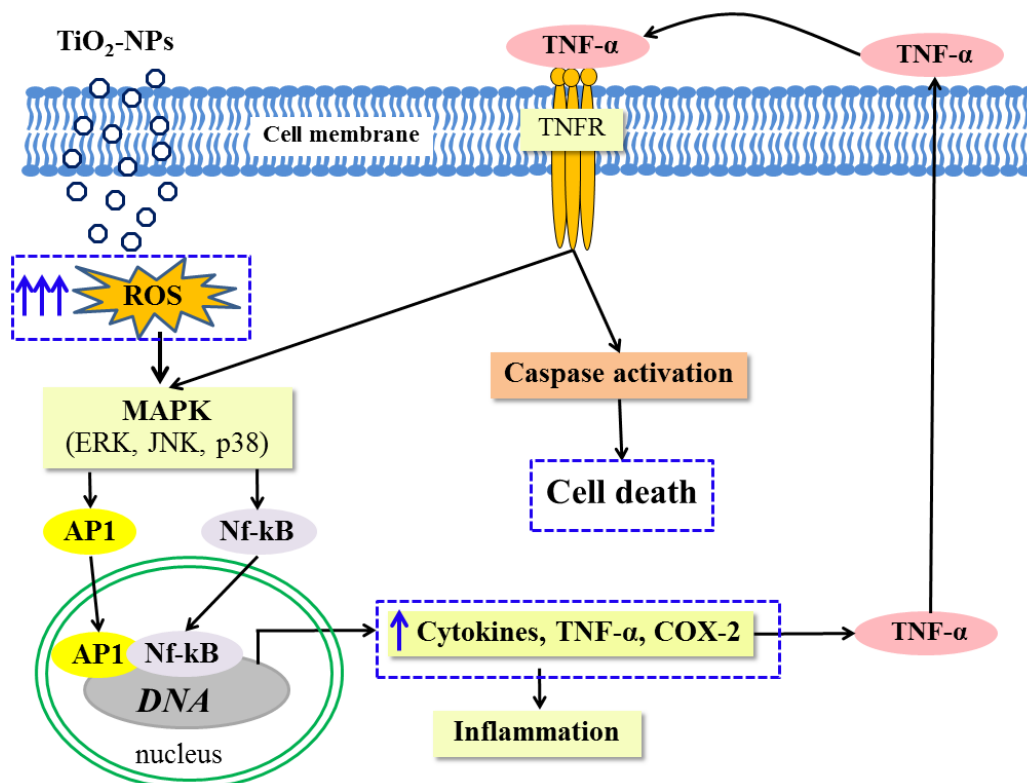 TiO₂-NPs
TNF-α
TNF-α
Cell membrane
TNFR
ROS
MAPK
(ERK, JNK, p38)
Caspase activation
Cell death
AP1
Nf-kB
AP1
Nf-kB
DNA
nucleus
Cytokines, TNF-α, COX-2
TNF-α
Inflammation